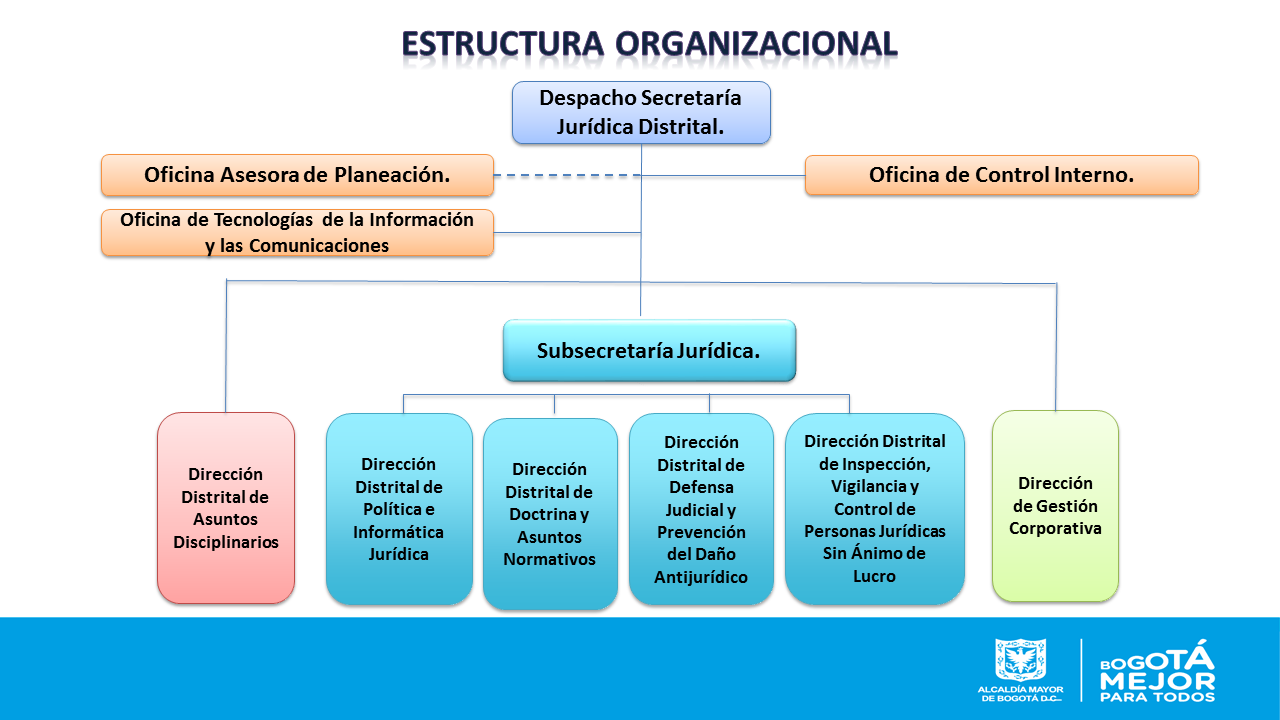 ESTRUCTURA ORGANIZACIONAL
Despacho Secretaría
Jurídica Distrital.
Oficina Asesora de Planeación.
Oficina de Control Interno.
Oficina de Tecnologías de la Información
y las Comunicaciones
Subsecretaría Jurídica.
Dirección
Distrital de
Asuntos
Disciplinarios
Dirección
Distrital de
Política e
Informática
Jurídica
Dirección
Distrital de
Doctrina y
Asuntos
Normativos
Dirección
Distrital de
Defensa
Judicial y
Prevención
del Daño
Antijurídico
Dirección Distrital
de Inspección,
Vigilancia y
Control de
Personas Jurídicas
Sin Ánimo de
Lucro
Dirección
de Gestión
Corporativa
ALCALDÍA MAYOR
DE BOGOTÁ D.C.
BOGOTÁ
MEJOR
PARA TODOS